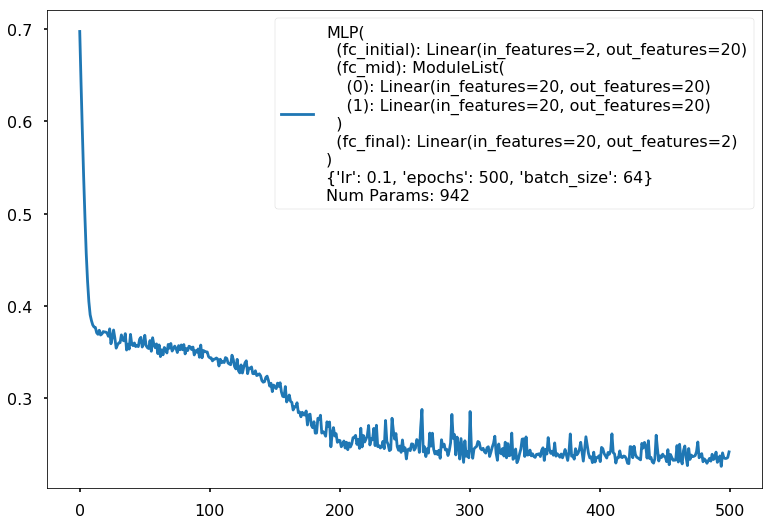 0.7
0.6
0.5
0.4
0.3
MLP(
  (fc_initial): Linear(in_features=2, out_features=20)
  (fc_mid): ModuleList(
    (0): Linear(in_features=20, out_features=20)
    (1): Linear(in_features=20, out_features=20)
  )
  (fc_final): Linear(in_features=20, out_features=2)
)
{'lr': 0.1, 'epochs': 500, 'batch_size': 64}
Num Params: 942
0 100 200 300 400 500